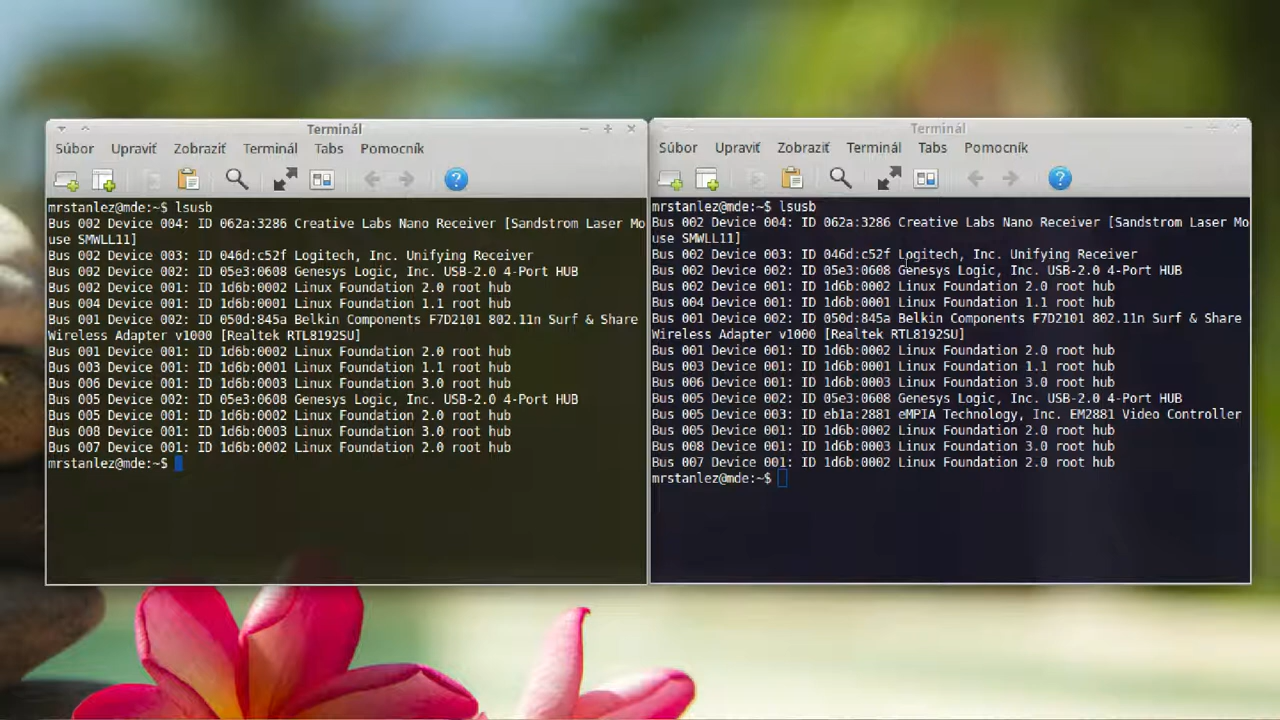 Terminál
Súbor Upraviť Zobraziť Terminál Tabs Pomocník
mrstanlez@mde:~$ lsusb
Bus 002 Device 004: ID 062a:3286 Creative Labs Nano Receiver [Sandstrom Laser Mo
use SMWLL11]
Bus 002 Device 003: ID 046d:c52f Logitech, Inc. Unifying Receiver
Bus 002 Device 002: ID 05e3:0608 Genesys Logic, Inc. USB-2.0 4-Port HUB
Bus 002 Device 001: ID 1d6b:0002 Linux Foundation 2.0 root hub
Bus 004 Device 001: ID 1d6b:0001 Linux Foundation 1.1 root hub
Bus 001 Device 002: ID 050d:845a Belkin Components F7D2101 802.11n Surf & Share
Wireless Adapter v1000 [Realtek RTL8192SU]
Bus 001 Device 001: ID 1d6b:0002 Linux Foundation 2.0 root hub
Bus 003 Device 001: ID 1d6b:0001 Linux Foundation 1.1 root hub
Bus 006 Device 001: ID 1d6b:0003 Linux Foundation 3.0 root hub
Bus 005 Device 002: ID 05e3:0608 Genesys Logic, Inc. USB-2.0 4-Port HUB
Bus 005 Device 001: ID 1d6b:0002 Linux Foundation 2.0 root hub
Bus 008 Device 001: ID 1d6b:0003 Linux Foundation 3.0 root hub
Bus 007 Device 001: ID 1d6b:0002 Linux Foundation 2.0 root hub
mrstanlez@mde:~$
Terminál
Súbor Upraviť Zobraziť Terminál Tabs Pomocník
mrstanlez@mde:~$ lsusb
Bus 002 Device 004: ID 062a:3286 Creative Labs Nano Receiver [Sandstrom Laser Mo
use SMWLL11]
Bus 002 Device 003: ID 046d:c52f Logitech, Inc. Unifying Receiver
Bus 002 Device 002: ID 05e3:0608 Genesys Logic, Inc. USB-2.0 4-Port HUB
Bus 002 Device 001: ID 1d6b:0002 Linux Foundation 2.0 root hub
Bus 004 Device 001: ID 1d6b:0001 Linux Foundation 1.1 root hub
Bus 001 Device 002: ID 050d:845a Belkin Components F7D2101 802.11n Surf & Share
Wireless Adapter v1000 [Realtek RTL8192SU]
Bus 001 Device 001: ID 1d6b:0002 Linux Foundation 2.0 root hub
Bus 003 Device 001: ID 1d6b:0001 Linux Foundation 1.1 root hub
Bus 006 Device 001: ID 1d6b:0003 Linux Foundation 3.0 root hub
Bus 005 Device 002: ID 05e3:0608 Genesys Logic, Inc. USB-2.0 4-Port HUB
Bus 005 Device 003: ID eb1a:2881 eMPIA Technology, Inc. EM2881 Video Controller
Bus 005 Device 001: ID 1d6b:0002 Linux Foundation 2.0 root hub
Bus 008 Device 001: ID 1d6b:0003 Linux Foundation 3.0 root hub
Bus 007 Device 001: ID 1d6b:0002 Linux Foundation 2.0 root hub
mrstanlez@mde:~$